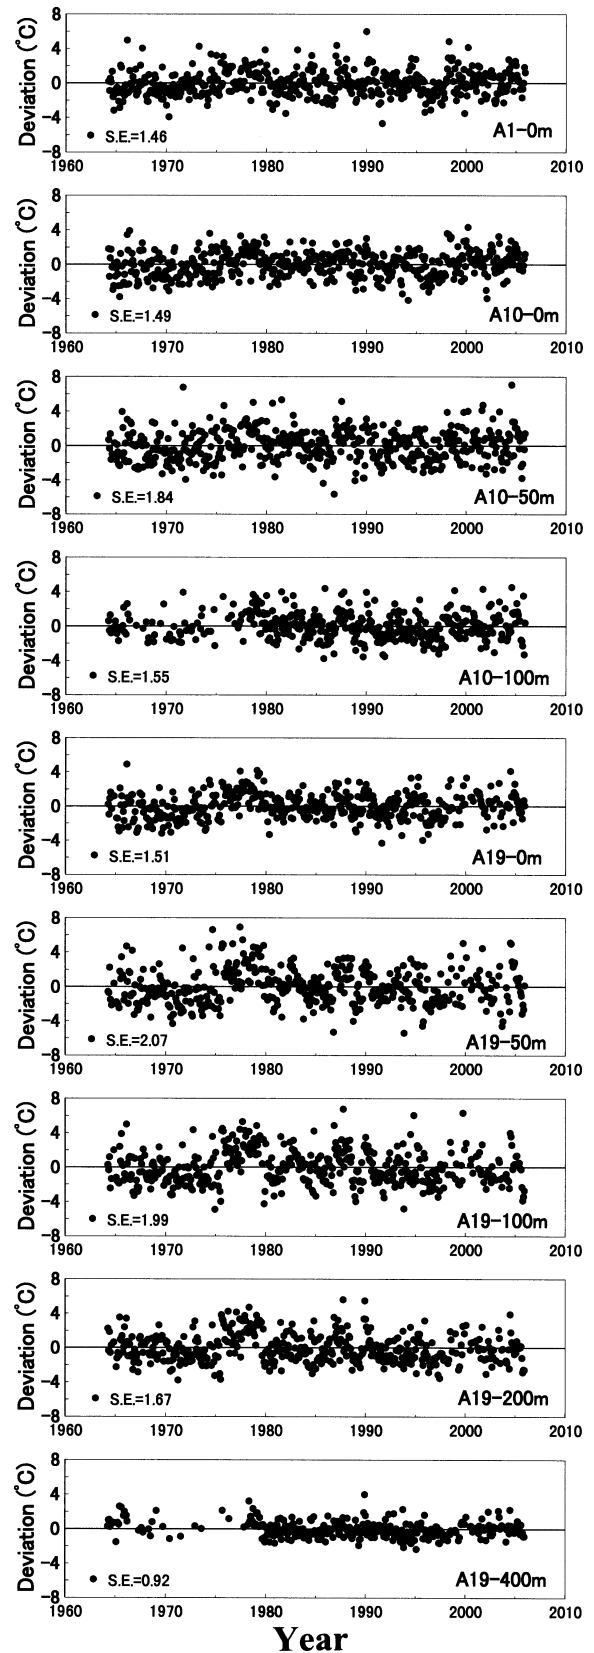 8
4
0
−4
−8
Deviation (℃)
S.E.=1.46
A1−0m
1960 1970 1980 1990 2000 2010
8
4
0
−4
−8
Deviation (℃)
S.E.=1.49
A10−0m
1960 1970 1980 1990 2000 2010
8
4
0
−4
−8
Deviation (℃)
S.E.=1.84
A10−50m
1960 1970 1980 1990 2000 2010
8
4
0
−4
−8
Deviation (℃)
S.E.=1.55
A10−100m
1960 1970 1980 1990 2000 2010
8
4
0
−4
−8
Deviation (℃)
S.E.=1.51
A19−0m
1960 1970 1980 1990 2000 2010
8
4
0
−4
−8
Deviation (℃)
S.E.=2.07
A19−50m
1960 1970 1980 1990 2000 2010
8
4
0
−4
−8
Deviation (℃)
S.E.=1.99
A19−100m
1960 1970 1980 1990 2000 2010
8
4
0
−4
−8
Deviation (℃)
S.E.=1.67
A19−200m
1960 1970 1980 1990 2000 2010
8
4
0
−4
−8
Deviation (℃)
S.E.=0.92
A19−400m
1960 1970 1980 1990 2000 2010
Year